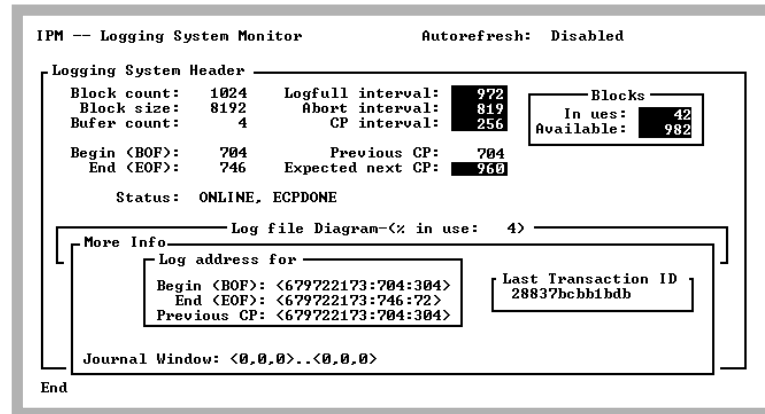 IPM -- Logging System Monitor Autorefresh: Disabled
Logging System Header
Block count: 1024 Logfull interval: 972 Blocks
Block size: 8192 Abort interval: 819 In ues: 42
Bufer count: 4 CP interval: 256 Available: 982
Begin (BOF): 704 Previous CP: 704
End (EOF): 746 Expected next CP: 960
Status: ONLINE, ECPDONE
Log file Diagram-(% in use: 4)
More Info
Log address for
Begin (BOF): <679722173:704:304> Last Transaction ID
End (EOF): <679722173:746:72> 28837bcbb1bdb
Previous CP: <679722173:704:304>
Journal Window: <0,0,0>..<0,0,0>
End